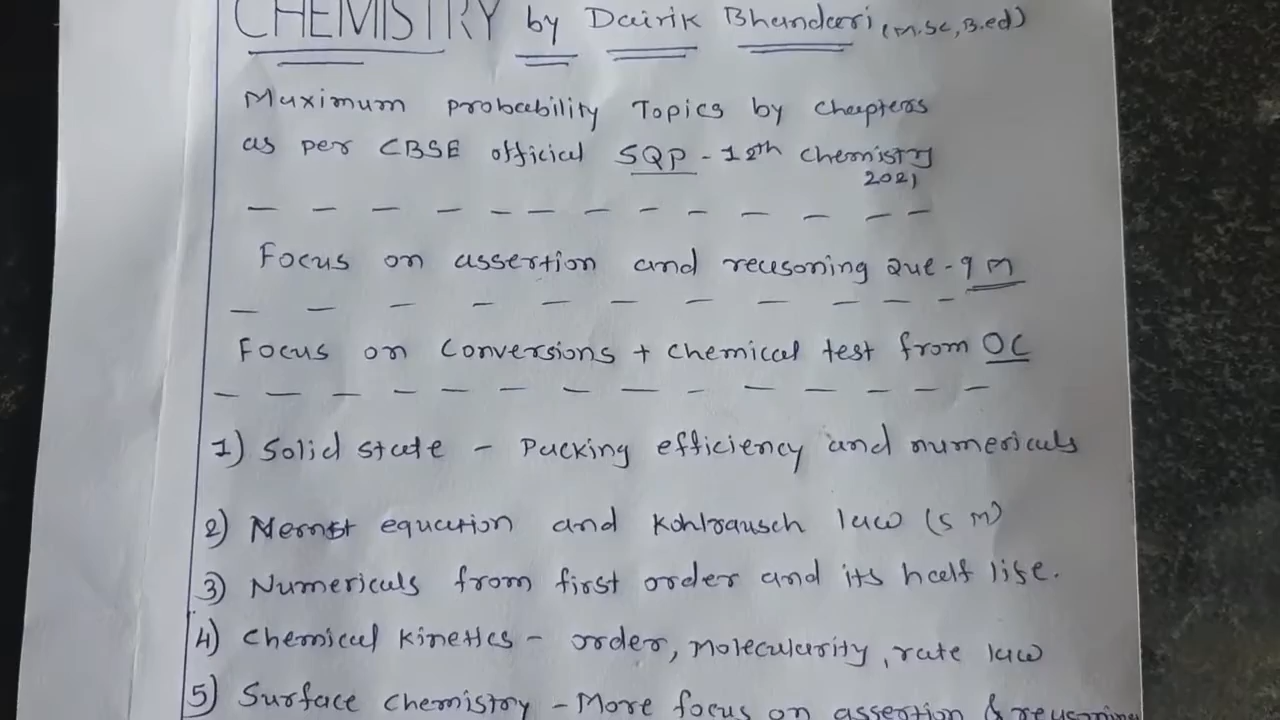 CHEMISTRY by Dairik Bhandari (M.Sc, B.ed)
Maximum probability Topics by chapters
as per CBSE official SQP - 12th chemistry
2021
Focus on assertion and reasoning Que - 9 M
Focus on conversions + chemical test from OC
1) Solid state - Packing efficiency and numericals
2) Nernst equation and Kohlrausch law (5 M)
3) Numericals from first order and its half life.
4) Chemical kinetics - order, molecularity, rate law
5) Surface chemistry - More focus on assertion & reasoning